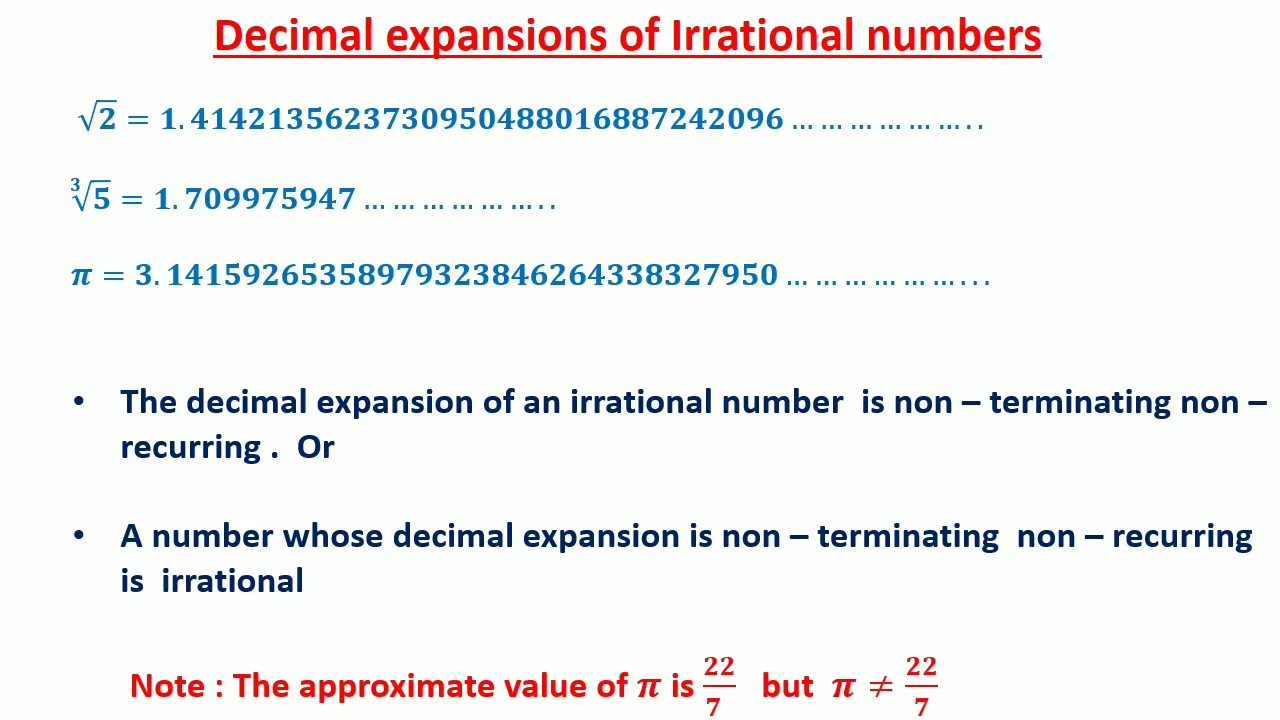 Decimal expansions of Irrational numbers
√2 = 1.41421356237309504880168872​42096 ... ... ... ... ... ... . .
∛5 = 1.709975947 ... ... ... ... ... ... . .
π = 3.14159265358979323846264338327950 ... ... ... ... ... ... . . .
• The decimal expansion of an irrational number is non – terminating non –
recurring . Or
• A number whose decimal expansion is non – terminating non – recurring
is irrational
Note : The approximate value of π is 22/7 but π ≠ 22/7